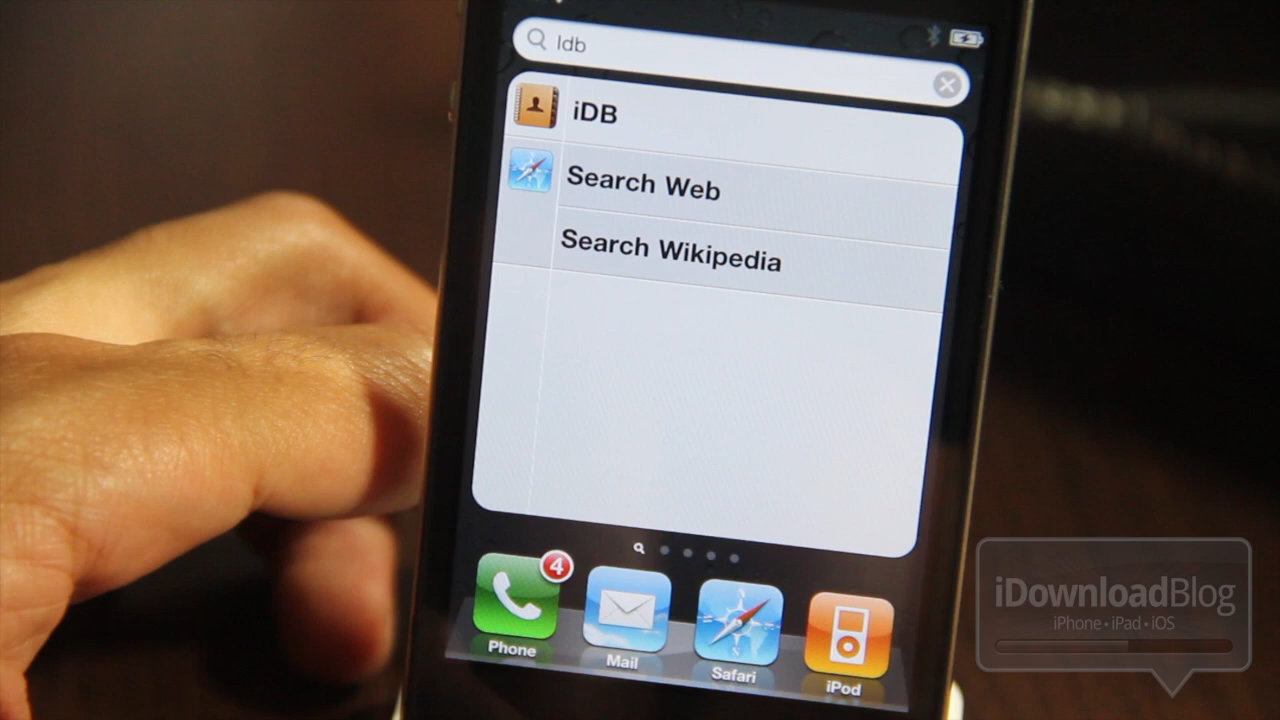 Idb
iDB
Search Web
Search Wikipedia
4
Phone
Mail
Safari
iPod
iDownloadBlog
iPhone • iPad • iOS